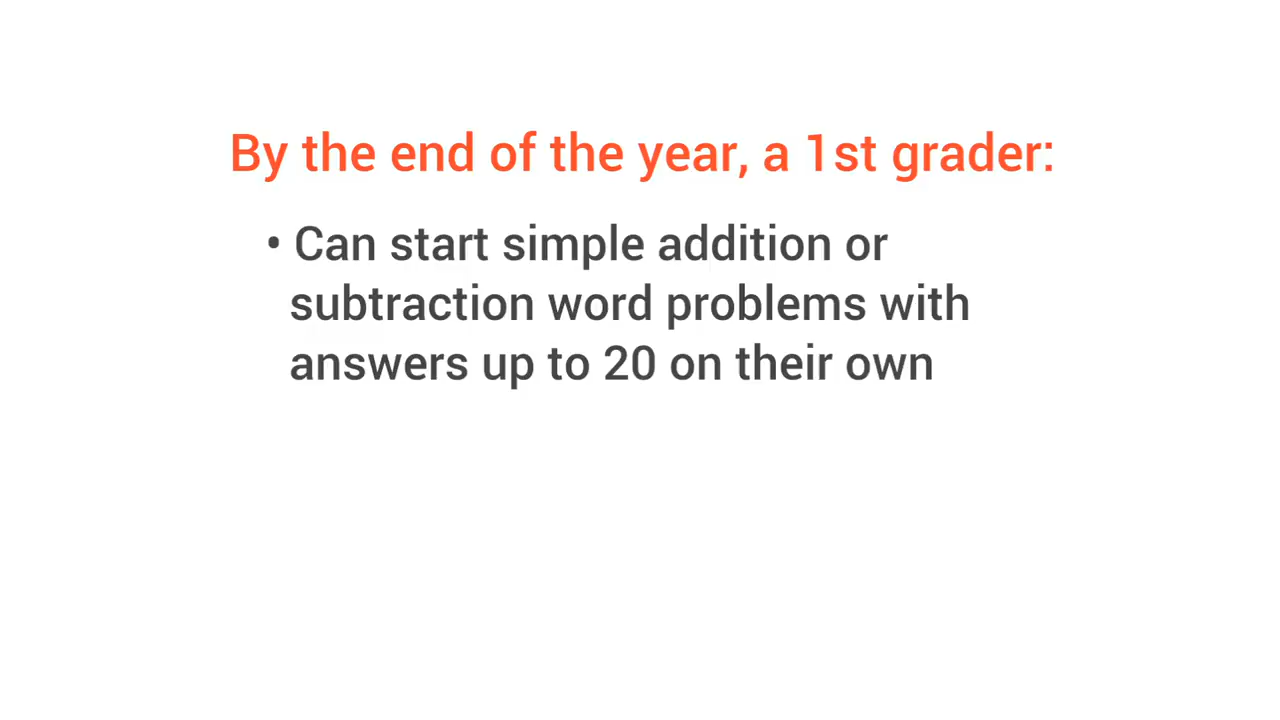 By the end of the year, a 1st grader:
• Can start simple addition or
subtraction word problems with
answers up to 20 on their own